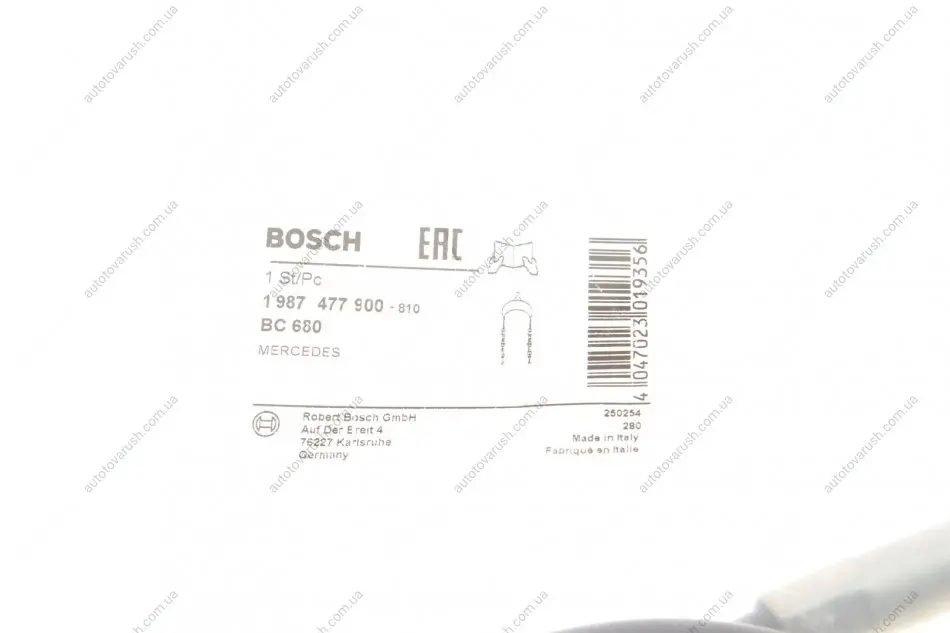 BOSCH
EAC
1 St/Pc
1 987 477 900 - 810
BC 680
MERCEDES
4 047023 019356
Robert Bosch GmbH
Auf Der Breit 4
76227 Karlsruhe
Germany
250254
280
Made in Italy
Fabriqué en Italie
autotovarush.com.ua